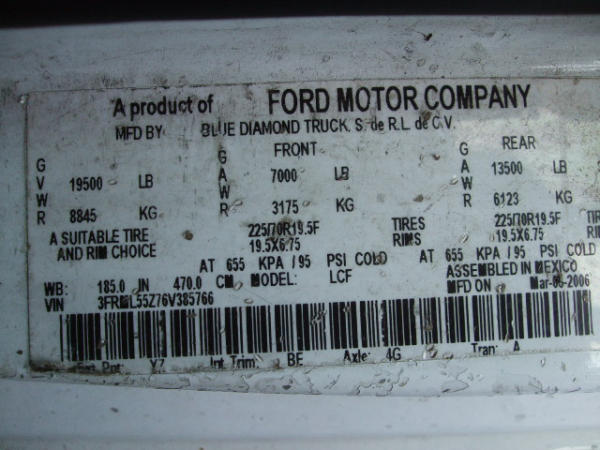 A product of FORD MOTOR COMPANY
MFD BY BLUE DIAMOND TRUCK, S. de R.L. de C.V.
G FRONT G REAR
G V W R 19500 LB G A W R 7000 LB A W R 13500 LB
8845 KG 3175 KG 6123 KG
A SUITABLE TIRE 225/70R19.5F TIRES 225/70R19.5F
AND RIM CHOICE 19.5X6.75 RIMS 19.5X6.75
AT 655 KPA / 95 PSI COLD AT 655 KPA / 95 PSI COLD
WB: 185.0 IN 470.0 CM MODEL: LCF ASSEMBLED IN MEXICO
VIN 3FRML55Z76V385766 MFD ON Mar-2006
Ext Pnt: Y7 Int Trim: BE Axle: 4G Tran: A